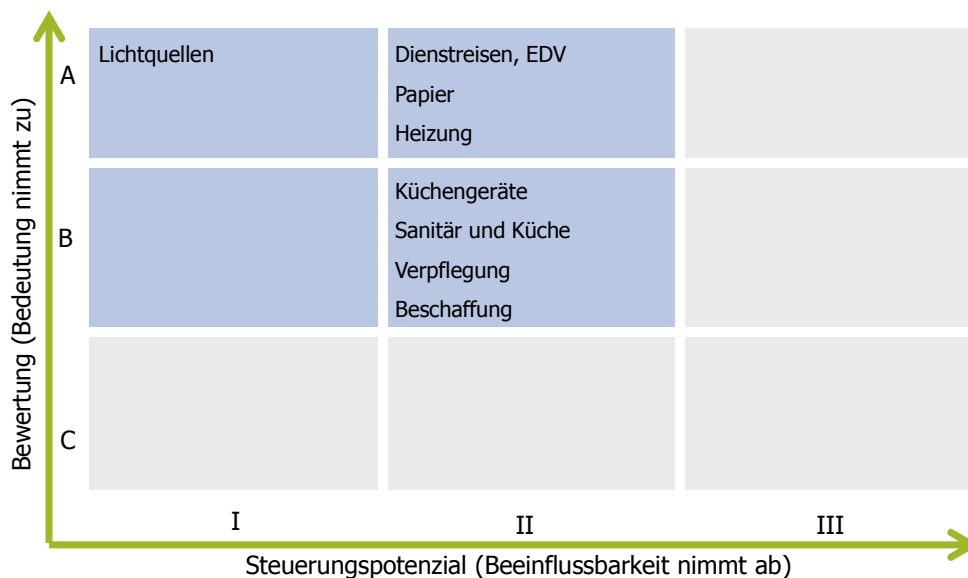 Bewertung (Bedeutung nimmt zu)
A
Lichtquellen
Dienstreisen, EDV
Papier
Heizung
B
Küchengeräte
Sanitär und Küche
Verpflegung
Beschaffung
C
I
II
III
Steuerungspotenzial (Beeinflussbarkeit nimmt ab)